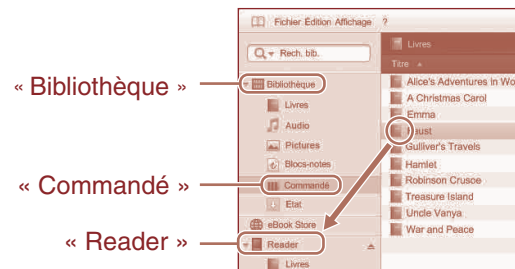 Fichier Édition Affichage ?
Rech. bib.
Livres
Titre
« Bibliothèque »
Bibliothèque
Livres
Audio
Pictures
Blocs-notes
« Commandé »
Commandé
État
eBook Store
« Reader »
Reader
Livres
Alice's Adventures in Wo
A Christmas Carol
Emma
Faust
Gulliver's Travels
Hamlet
Robinson Crusoe
Treasure Island
Uncle Vanya
War and Peace